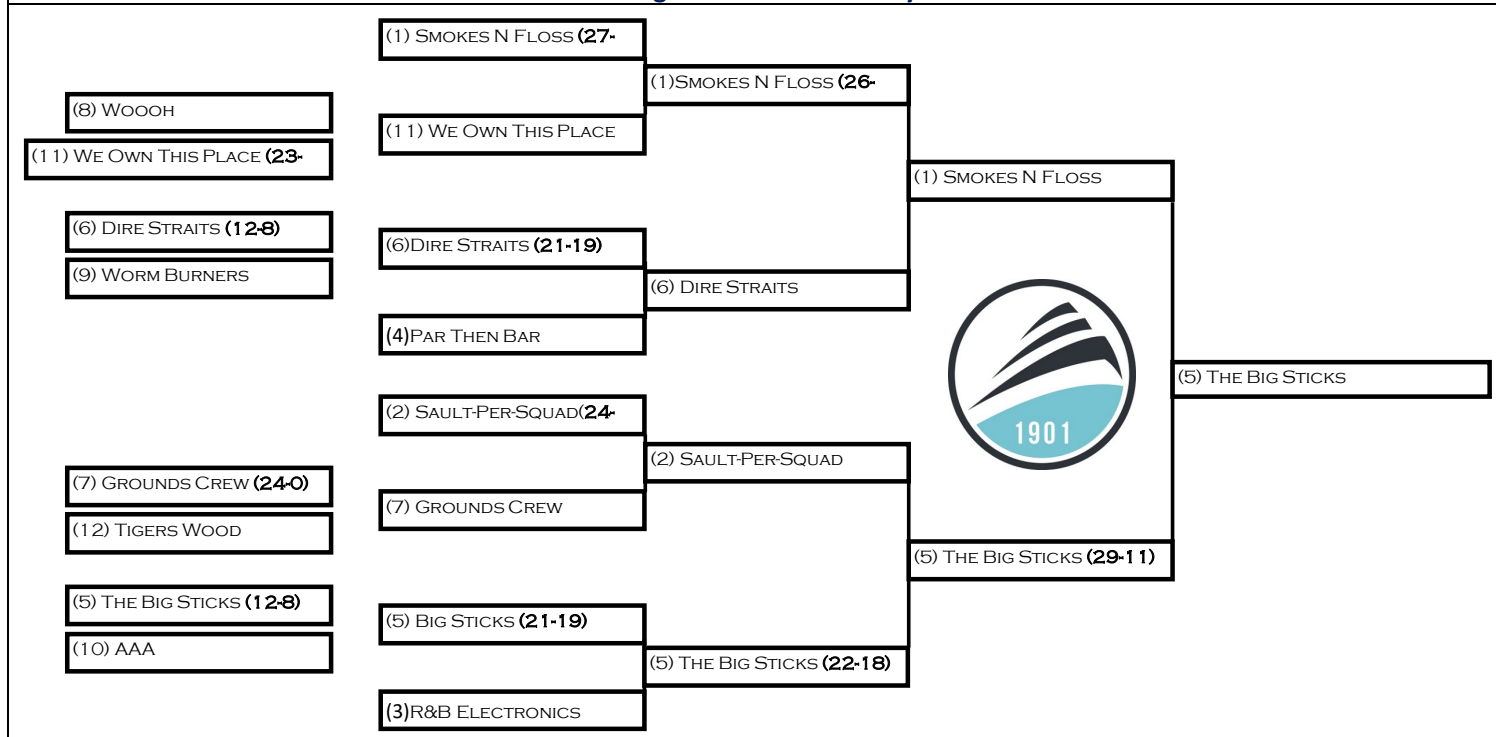 (8) WOOOH
(11) WE OWN THIS PLACE (23-
(6) DIRE STRAITS (12-8)
(9) WORM BURNERS
(7) GROUNDS CREW (24-0)
(12) TIGERS WOOD
(5) THE BIG STICKS (12-8)
(10) AAA
(1) SMOKES N FLOSS (27-
(11) WE OWN THIS PLACE
(6)DIRE STRAITS (21-19)
(4)PAR THEN BAR
(2) SAULT-PER-SQUAD(24-
(7) GROUNDS CREW
(5) BIG STICKS (21-19)
(3)R&B ELECTRONICS
(1)SMOKES N FLOSS (26-
(6) DIRE STRAITS
(2) SAULT-PER-SQUAD
(5) THE BIG STICKS (22-18)
(1) SMOKES N FLOSS
1901
(5) THE BIG STICKS (29-11)
(5) THE BIG STICKS